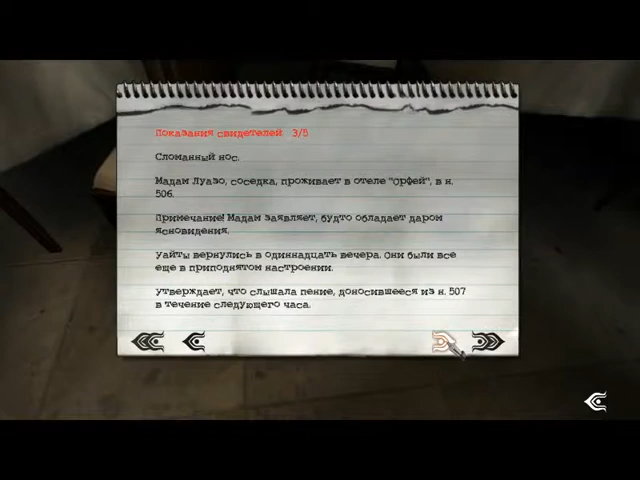 Показания свидетелей 3/5
Сломанный нос.
Мадам Луазо, соседка, проживает в отеле "Орфей", в н.
506.
Примечание! Мадам заявляет, будто обладает даром
ясновидения.
Уайты вернулись в одиннадцать вечера. Они были все
еще в приподнятом настроении.
Утверждает, что слышала пение, доносившееся из н. 507
в течение следующего часа.